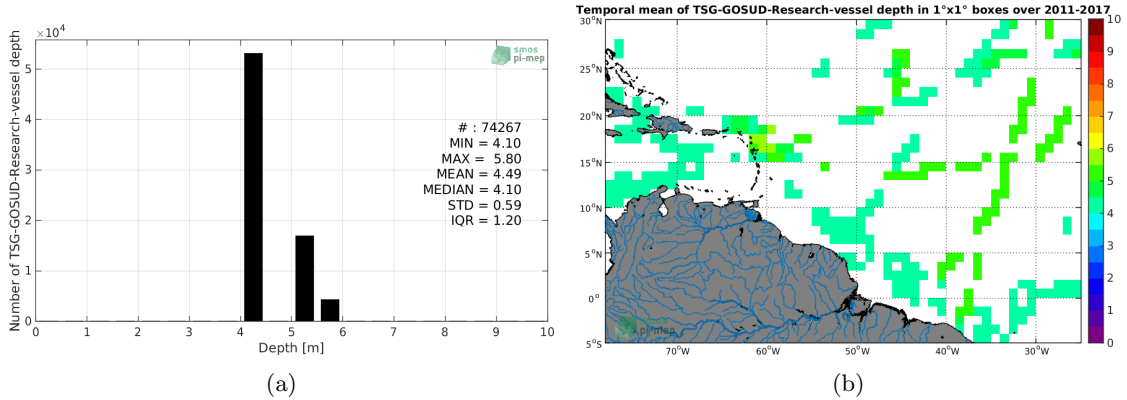 Number of TSG-GOSUD-Research-vessel depth
×10⁴
5
4
3
2
1
0
0 1 2 3 4 5 6 7 8 9 10
Depth [m]
smos
pi-mep
# : 74267
MIN = 4.10
MAX = 5.80
MEAN = 4.49
MEDIAN = 4.10
STD = 0.59
IQR = 1.20
(a)
Temporal mean of TSG-GOSUD-Research-vessel depth in 1°x1° boxes over 2011-2017
30°N
25°N
20°N
15°N
10°N
5°N
0°
5°S
70°W 60°W 50°W 40°W 30°W
pi-mep
10
9
8
7
6
5
4
3
2
1
0
(b)